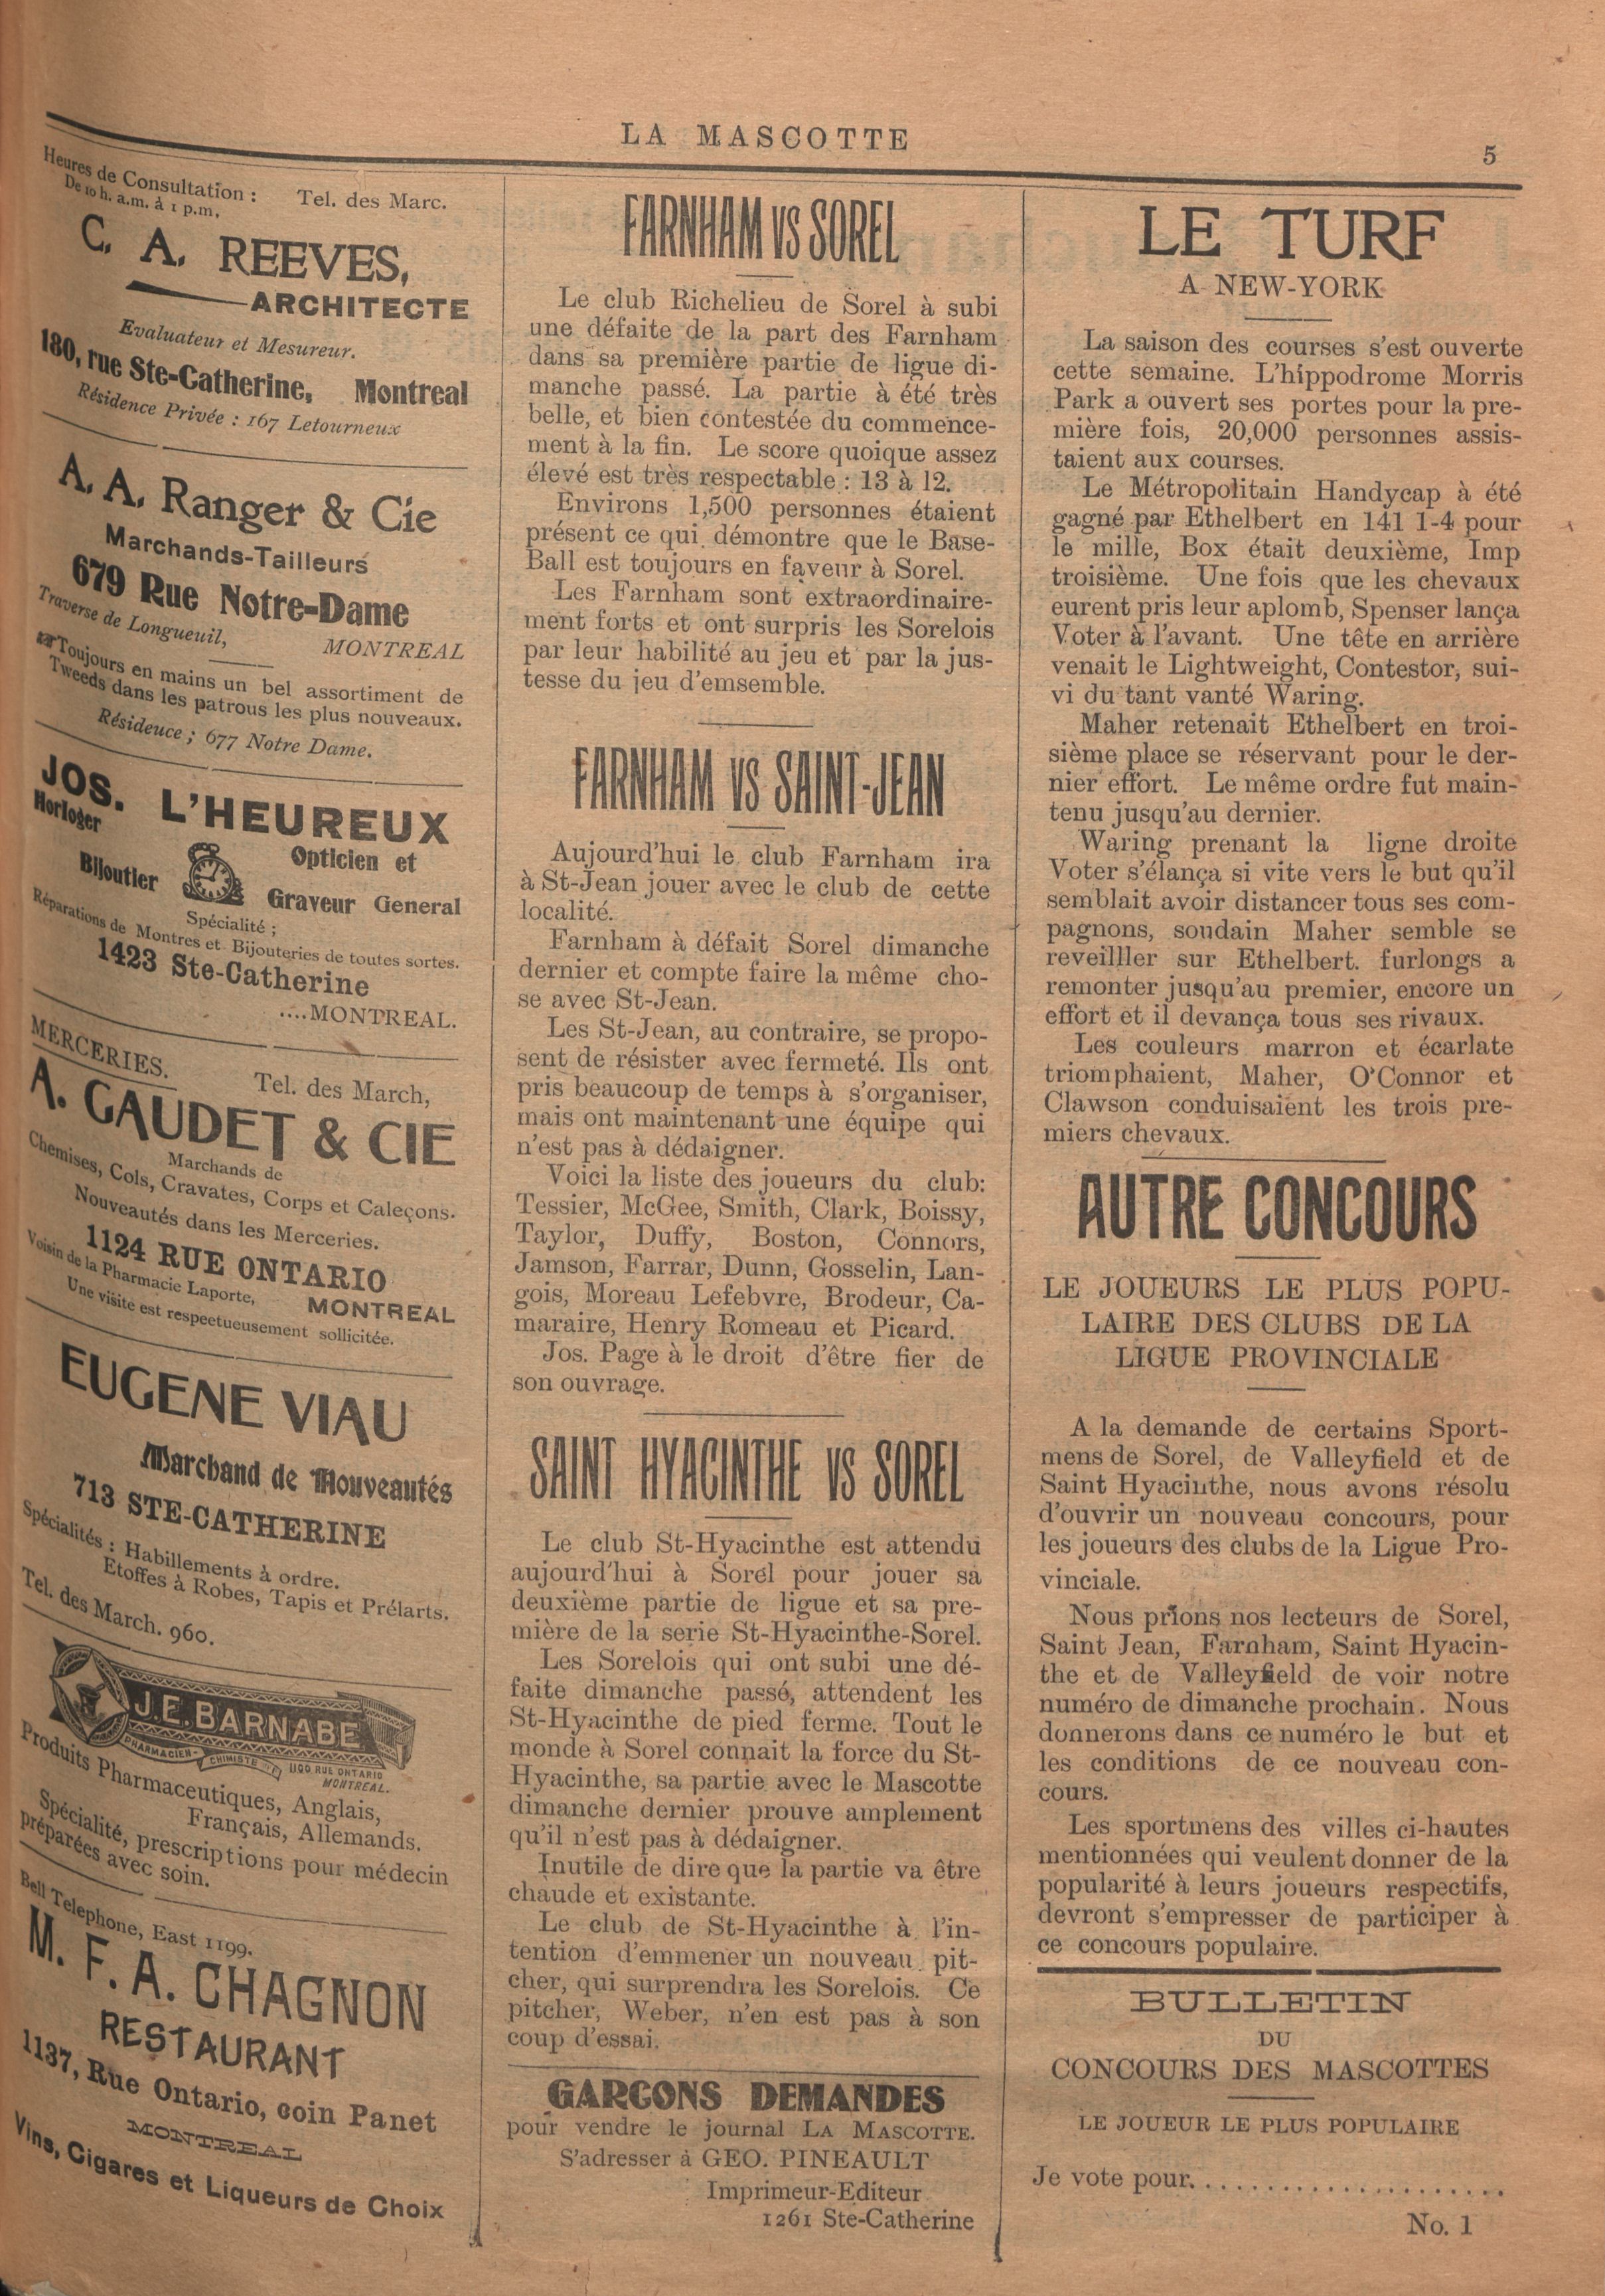 LA MASCOTTE
5
Heures de Consultation :
De 10 h. a.m. à 1 p.m.
Tel. des Marc.
C. A. REEVES,
ARCHITECTE
Evaluateur et Mesureur.
180, rue Ste-Catherine, Montreal
Résidence Privée : 167 Letourneux
A. A. Ranger & Cie
Marchands-Tailleurs
679 Rue Notre-Dame
Traverse de Longueuil,
MONTREAL
Toujours en mains un bel assortiment de
Tweeds dans les patrous les plus nouveaux.
Résideuce ; 677 Notre Dame.
JOS. L'HEUREUX
Horloger
Opticien et
Bijoutier
Graveur General
Spécialité ;
Réparations de Montres et Bijouteries de toutes sortes.
1423 Ste-Catherine
....MONTREAL.
MERCERIES.
Tel. des March,
A. GAUDET & CIE
Marchands de
Chemises, Cols, Cravates, Corps et Caleçons.
Nouveautés dans les Merceries.
1124 RUE ONTARIO
Voisin de la Pharmacie Laporte,
MONTREAL
Une visite est respeetueusement sollicitée.
EUGENE VIAU
Marchand de Nouveautés
713 STE-CATHERINE
Spécialités : Habillements à ordre.
Etoffes à Robes, Tapis et Prélarts.
Tel. des March. 960.
J. E. BARNABE
PHARMACIEN- CHIMISTE
1100 RUE ONTARIO
MONTREAL.
Produits Pharmaceutiques, Anglais,
Français, Allemands.
Spécialité, prescriptions pour médecin
préparées avec soin.
Bell Telephone, East 1199.
M. F. A. CHAGNON
RESTAURANT
1137, Rue Ontario, coin Panet
MONTREAL
Vins, Cigares et Liqueurs de Choix
FARNHAM VS SOREL
Le club Richelieu de Sorel à subi
une défaite de la part des Farnham
dans sa première partie de ligue di-
manche passé. La partie à été très
belle, et bien contestée du commence-
ment à la fin. Le score quoique assez
élevé est très respectable : 13 à 12.
Environs 1,500 personnes étaient
présent ce qui démontre que le Base-
Ball est toujours en faveur à Sorel.
Les Farnham sont extraordinaire-
ment forts et ont surpris les Sorelois
par leur habilité au jeu et par la jus-
tesse du jeu d'emsemble.
FARNHAM VS SAINT-JEAN
Aujourd'hui le club Farnham ira
à St-Jean jouer avec le club de cette
localité.
Farnham à défait Sorel dimanche
dernier et compte faire la même cho-
se avec St-Jean.
Les St-Jean, au contraire, se propo-
sent de résister avec fermeté. Ils ont
pris beaucoup de temps à s'organiser,
mais ont maintenant une équipe qui
n'est pas à dédaigner.
Voici la liste des joueurs du club:
Tessier, McGee, Smith, Clark, Boissy,
Taylor, Duffy, Boston, Connors,
Jamson, Farrar, Dunn, Gosselin, Lan-
gois, Moreau Lefebvre, Brodeur, Ca-
maraire, Henry Romeau et Picard.
Jos. Page à le droit d'être fier de
son ouvrage.
SAINT HYACINTHE VS SOREL
Le club St-Hyacinthe est attendu
aujourd'hui à Sorel pour jouer sa
deuxième partie de ligue et sa pre-
mière de la serie St-Hyacinthe-Sorel.
Les Sorelois qui ont subi une dé-
faite dimanche passé, attendent les
St-Hyacinthe de pied ferme. Tout le
monde à Sorel connait la force du St-
Hyacinthe, sa partie avec le Mascotte
dimanche dernier prouve amplement
qu'il n'est pas à dédaigner.
Inutile de dire que la partie va être
chaude et existante.
Le club de St-Hyacinthe à l'in-
tention d'emmener un nouveau pit-
cher, qui surprendra les Sorelois. Ce
pitcher, Weber, n'en est pas à son
coup d'essai.
GARCONS DEMANDES
pour vendre le journal LA MASCOTTE.
S'adresser à GEO. PINEAULT
Imprimeur-Editeur
1261 Ste-Catherine
LE TURF
A NEW-YORK
La saison des courses s'est ouverte
cette semaine. L'hippodrome Morris
Park a ouvert ses portes pour la pre-
mière fois, 20,000 personnes assis-
taient aux courses.
Le Métropolitain Handycap à été
gagné par Ethelbert en 141 1-4 pour
le mille, Box était deuxième, Imp
troisième. Une fois que les chevaux
eurent pris leur aplomb, Spenser lança
Voter à l'avant. Une tête en arrière
venait le Lightweight, Contestor, sui-
vi du tant vanté Waring.
Maher retenait Ethelbert en troi-
sième place se réservant pour le der-
nier effort. Le même ordre fut main-
tenu jusqu'au dernier.
Waring prenant la ligne droite
Voter s'élança si vite vers le but qu'il
semblait avoir distancer tous ses com-
pagnons, soudain Maher semble se
reveilller sur Ethelbert. furlongs a
remonter jusqu'au premier, encore un
effort et il devança tous ses rivaux.
Les couleurs marron et écarlate
triomphaient, Maher, O'Connor et
Clawson conduisaient les trois pre-
miers chevaux.
AUTRE CONCOURS
LE JOUEURS LE PLUS POPU-
LAIRE DES CLUBS DE LA
LIGUE PROVINCIALE
A la demande de certains Sport-
mens de Sorel, de Valleyfield et de
Saint Hyacinthe, nous avons résolu
d'ouvrir un nouveau concours, pour
les joueurs des clubs de la Ligue Pro-
vinciale.
Nous prions nos lecteurs de Sorel,
Saint Jean, Farnham, Saint Hyacin-
the et de Valleyfield de voir notre
numéro de dimanche prochain. Nous
donnerons dans ce numéro le but et
les conditions de ce nouveau con-
cours.
Les sportmens des villes ci-hautes
mentionnées qui veulent donner de la
popularité à leurs joueurs respectifs,
devront s'empresser de participer à
ce concours populaire.
BULLETIN
DU
CONCOURS DES MASCOTTES
LE JOUEUR LE PLUS POPULAIRE
Je vote pour........................
No. 1